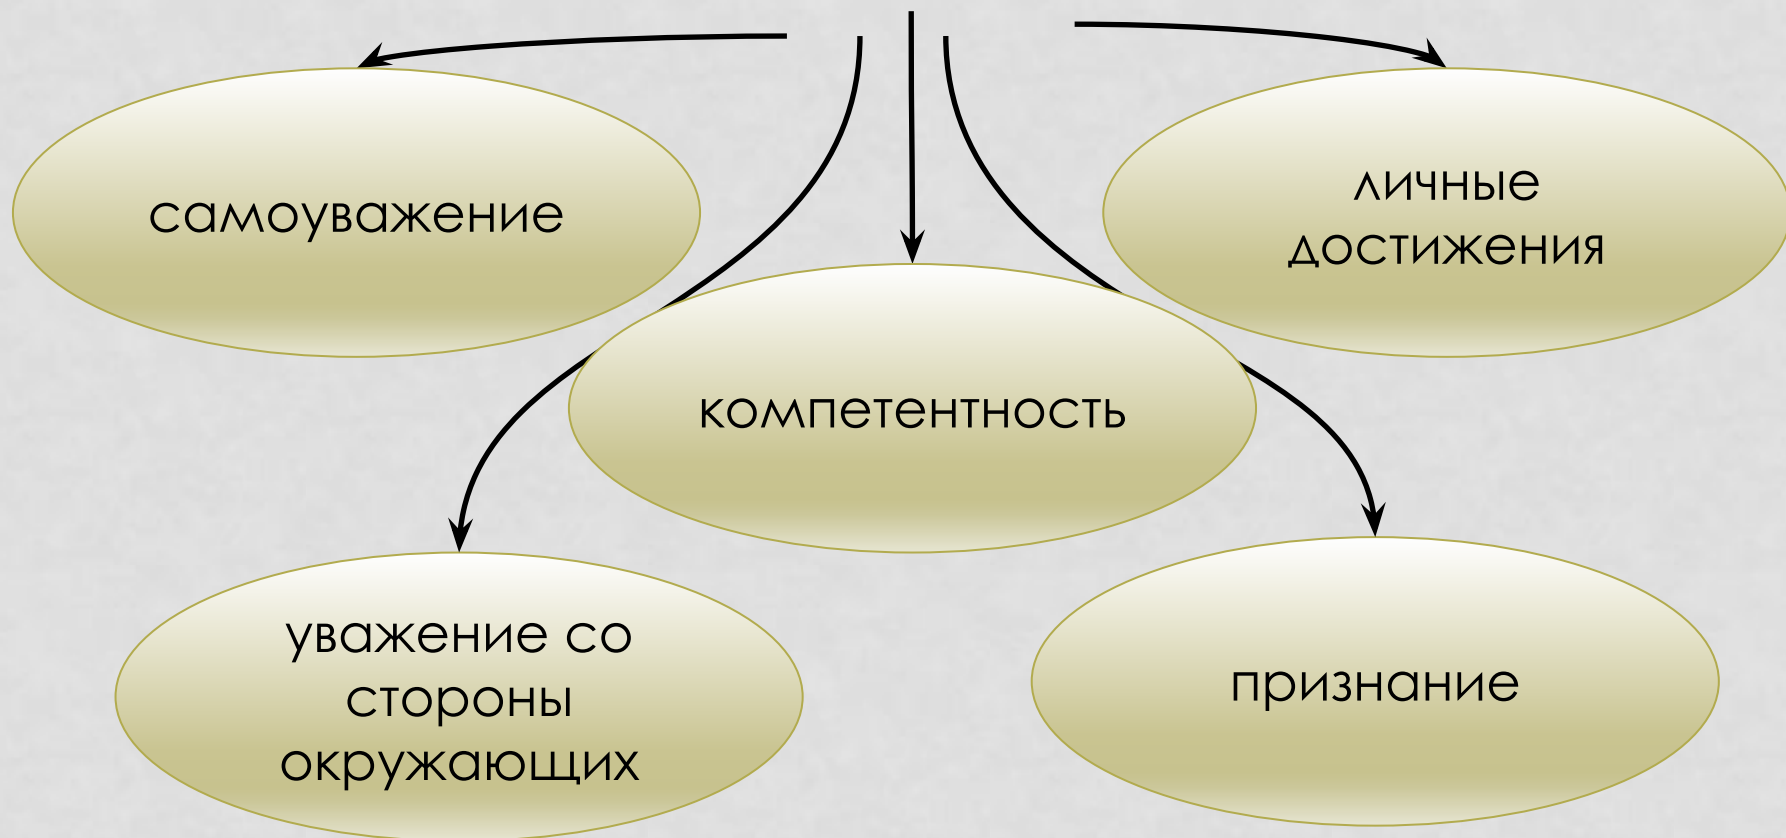 самоуважение
личные
достижения
компетентность
уважение со
стороны
окружающих
признание